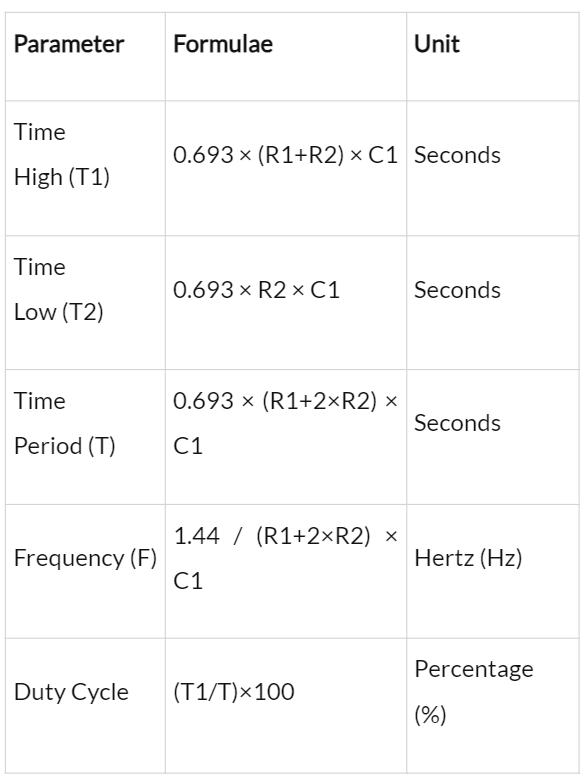 Parameter Formulae Unit
Time
High (T1)
0.693 × (R1+R2) × C1 Seconds
Time
Low (T2)
0.693 × R2 × C1 Seconds
Time
Period (T)
0.693 × (R1+2×R2) ×
C1
Seconds
Frequency (F)
1.44 / (R1+2×R2) ×
C1
Hertz (Hz)
Duty Cycle
(T1/T)×100
Percentage
(%)